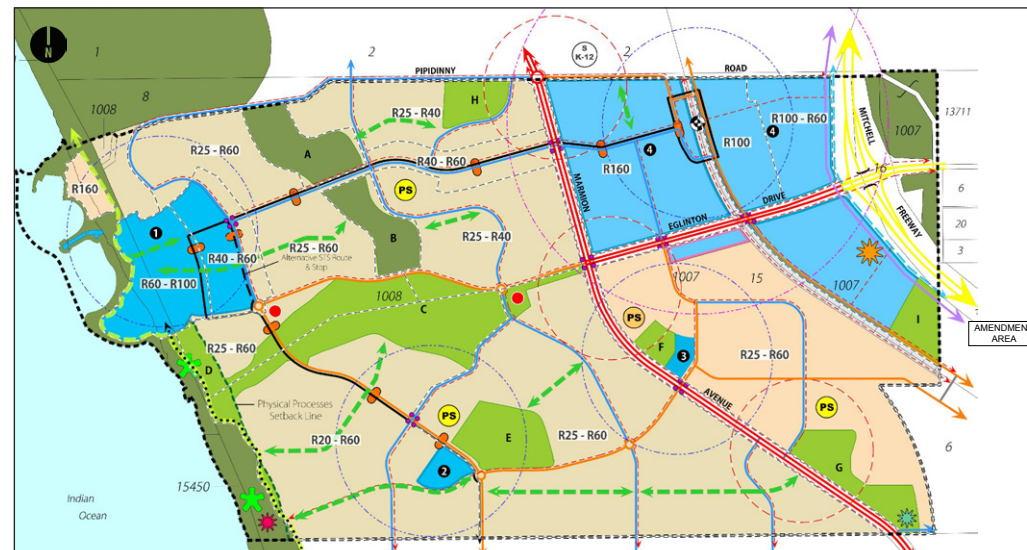 N
1
2
S
K-12
2
PIPIDINNY
ROAD
1008
8
R25 - R40
H
R25 - R60
A
R40 - R60
R160
PS
B
R25 - R40
MARMION
R160
4
R100
R100 - R60
4
MITCHELL
1007
13711
16
6
FREEWAY
20
3
EGLINTON
DRIVE
1
R60 - R100
R40 - R60
R25 - R60
Alternative STS Route
& Stop
1008
C
1007
15
1007
I
AMENDMENT
AREA
R25 - R60
D
Physical Processes
Setback Line
PS
F
3
R25 - R60
AVENUE
R20 - R60
PS
E
R25 - R60
2
PS
G
6
15450
Indian
Ocean